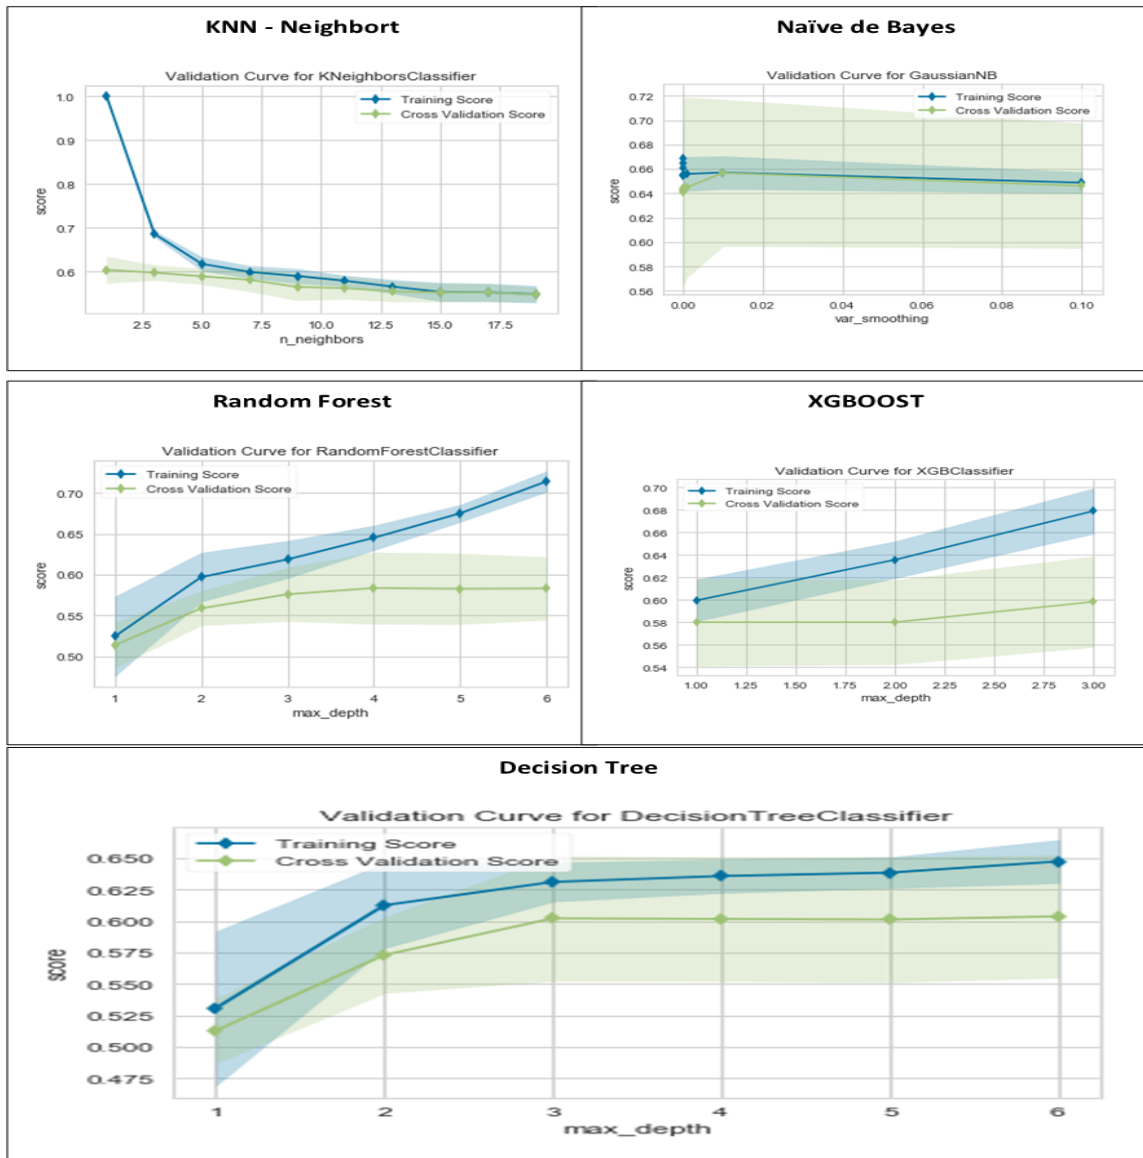 KNN - Neighbort
Validation Curve for KNeighborsClassifier
Training Score
Cross Validation Score
1.0
0.9
0.8
0.7
0.6
score
2.5 5.0 7.5 10.0 12.5 15.0 17.5
n_neighbors
Naïve de Bayes
Validation Curve for GaussianNB
Training Score
Cross Validation Score
0.72
0.70
0.68
0.66
0.64
0.62
0.60
0.58
0.56
score
0.00 0.02 0.04 0.06 0.08 0.10
var_smoothing
Random Forest
Validation Curve for RandomForestClassifier
Training Score
Cross Validation Score
0.70
0.65
0.60
0.55
0.50
score
1 2 3 4 5 6
max_depth
XGBOOST
Validation Curve for XGBClassifier
Training Score
Cross Validation Score
0.70
0.68
0.66
0.64
0.62
0.60
0.58
0.56
0.54
score
1.00 1.25 1.50 1.75 2.00 2.25 2.50 2.75 3.00
max_depth
Decision Tree
Validation Curve for DecisionTreeClassifier
Training Score
Cross Validation Score
0.650
0.625
0.600
0.575
0.550
0.525
0.500
0.475
score
1 2 3 4 5 6
max_depth